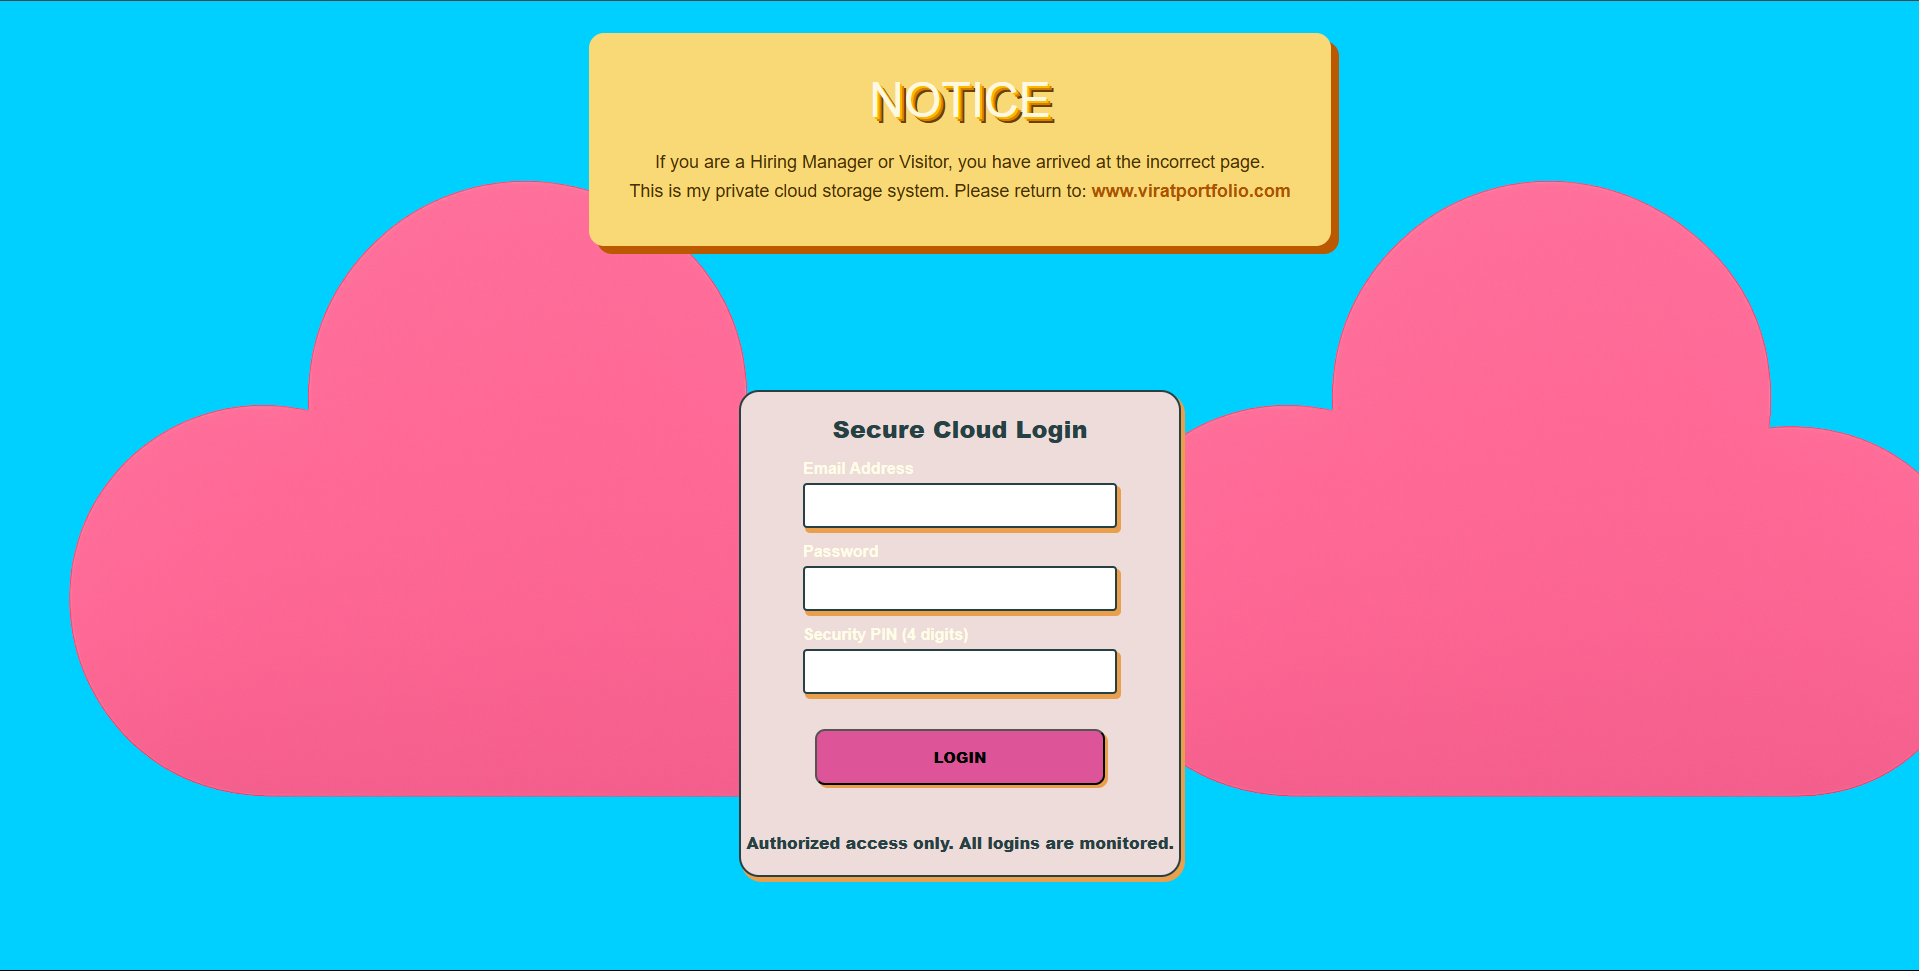 NOTICE
If you are a Hiring Manager or Visitor, you have arrived at the incorrect page.
This is my private cloud storage system. Please return to: www.viratportfolio.com
Secure Cloud Login
Email Address
Password
Security PIN (4 digits)
LOGIN
Authorized access only. All logins are monitored.